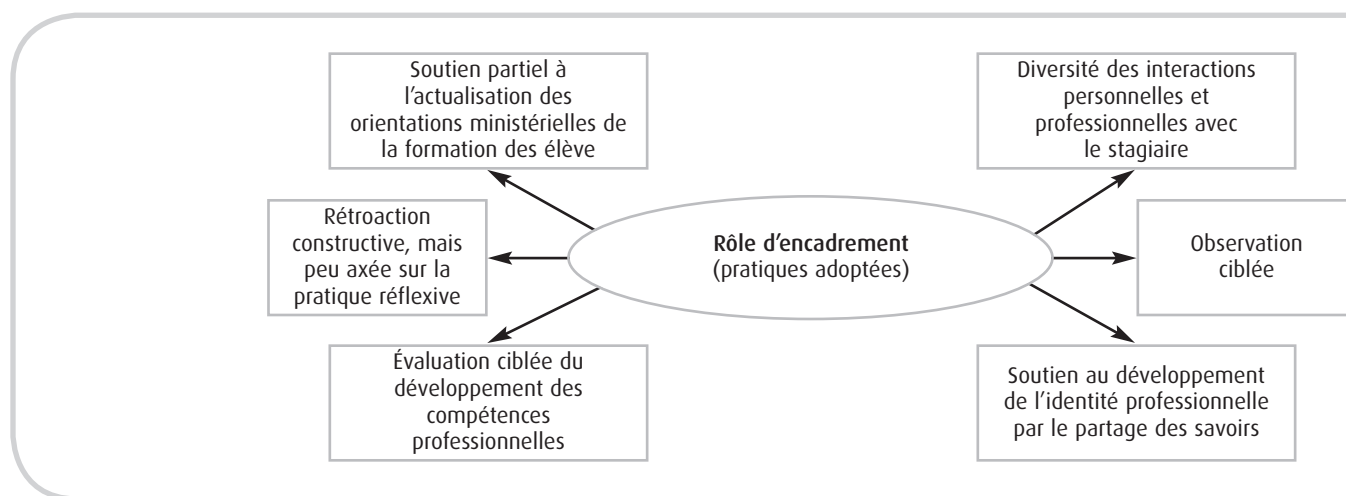 Soutien partiel à
l'actualisation des
orientations ministérielles de
la formation des élève
Diversité des interactions
personnelles et
professionnelles avec
le stagiaire
Rétroaction
constructive, mais
peu axée sur la
pratique réflexive
Rôle d'encadrement
(pratiques adoptées)
Observation
ciblée
Évaluation ciblée du
développement des
compétences
professionnelles
Soutien au développement
de l'identité professionnelle
par le partage des savoirs